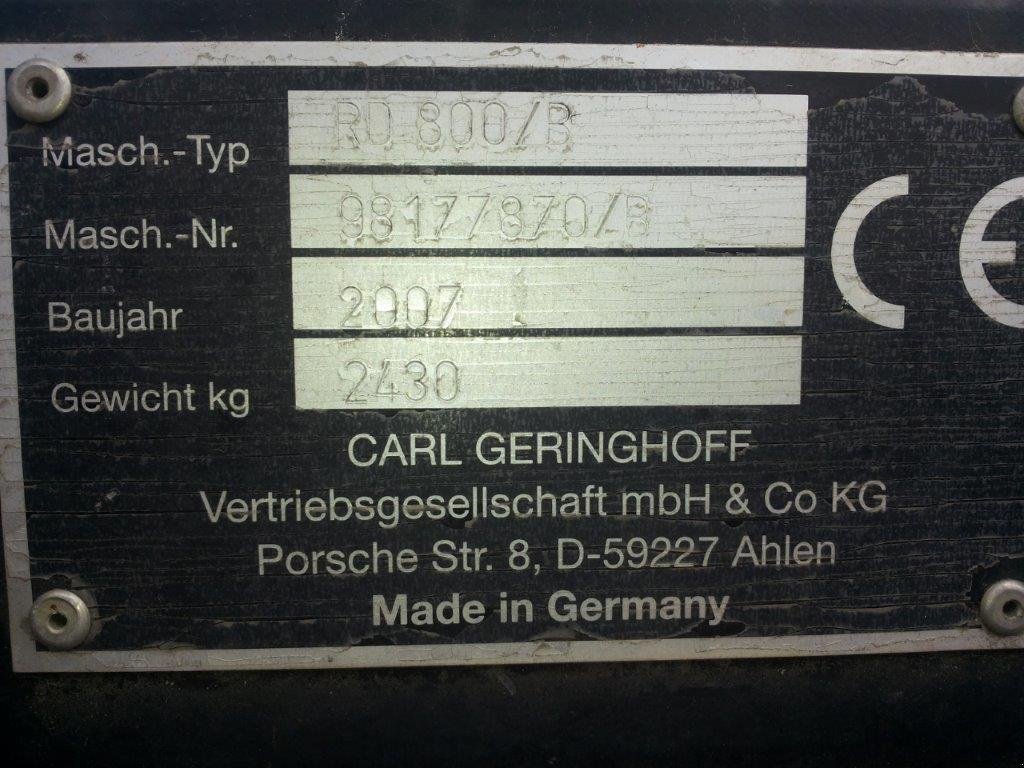 Masch.-Typ RD 800/B
Masch.-Nr. 98177870/B
Baujahr 2007
Gewicht kg 2430
CE
CARL GERINGHOFF
Vertriebsgesellschaft mbH & Co KG
Porsche Str. 8, D-59227 Ahlen
Made in Germany